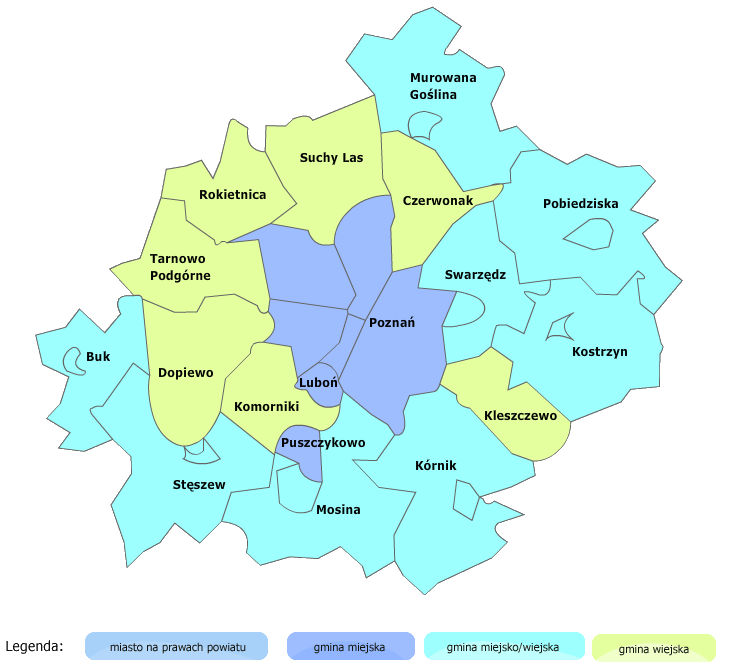 Murowana
Goślina
Suchy Las
Rokietnica
Czerwonak
Pobiedziska
Tarnowo
Podgórne
Swarzędz
Poznań
Buk
Dopiewo
Kostrzyn
Luboń
Komorniki
Kleszczewo
Puszczykowo
Kórnik
Stęszew
Mosina
Legenda:
miasto na prawach powiatu
gmina miejska
gmina miejsko/wiejska
gmina wiejska